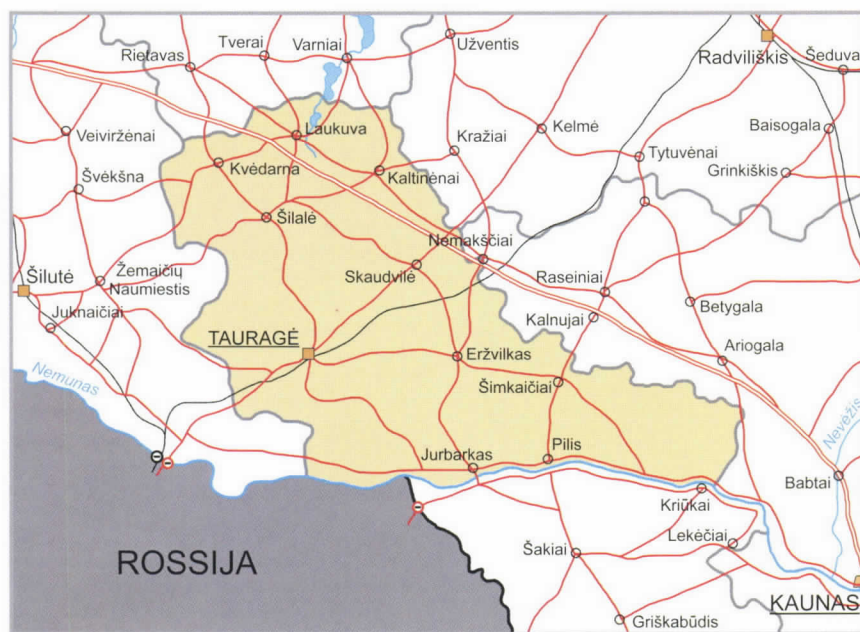 Tverai
Varniai
Užventis
Rietavas
Radviliškis
Šeduva
Laukuva
Veiviržėnai
Kražiai
Kelmė
Baisogala
Tytuvėnai
Švėkšna
Kvėdarna
Kaltinėnai
Grinkiškis
Šilalė
Nemakščiai
Šilutė
Žemaičių
Naumiestis
Skaudvilė
Raseiniai
Juknaičiai
Betygala
Kalnujai
TAURAGĖ
Eržvilkas
Ariogala
Nemunas
Šimkaičiai
Nevėžis
Jurbarkas
Pilis
Babtai
Kriūkai
ROSSIJA
Šakiai
Lekėčiai
KAUNAS
Griškabūdis